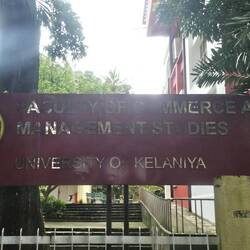 FACULTY OF COMMERCE A
MANAGEMENT STUDIES
UNIVERSITY OF KELANIYA